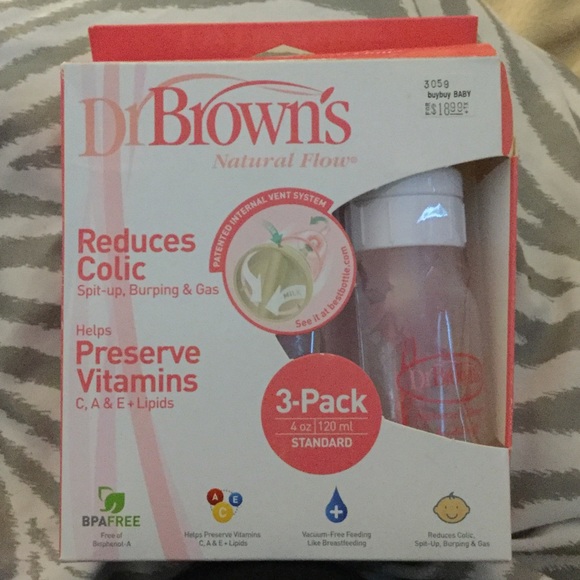 Dr Brown's
Natural Flow®
3059
buybuy BABY
$18.99
PATENTED INTERNAL VENT SYSTEM
See it at bestbottle.com
Reduces
Colic
Spit-up, Burping & Gas
Helps
Preserve
Vitamins
C, A & E + Lipids
3-Pack
4 oz | 120 ml
STANDARD
Dr Brown's
BPAFREE
Free of
Bisphenol-A
A E
C
Helps Preserve Vitamins
C, A & E + Lipids
Vacuum-Free Feeding
Like Breastfeeding
Reduces Colic,
Spit-Up, Burping & Gas